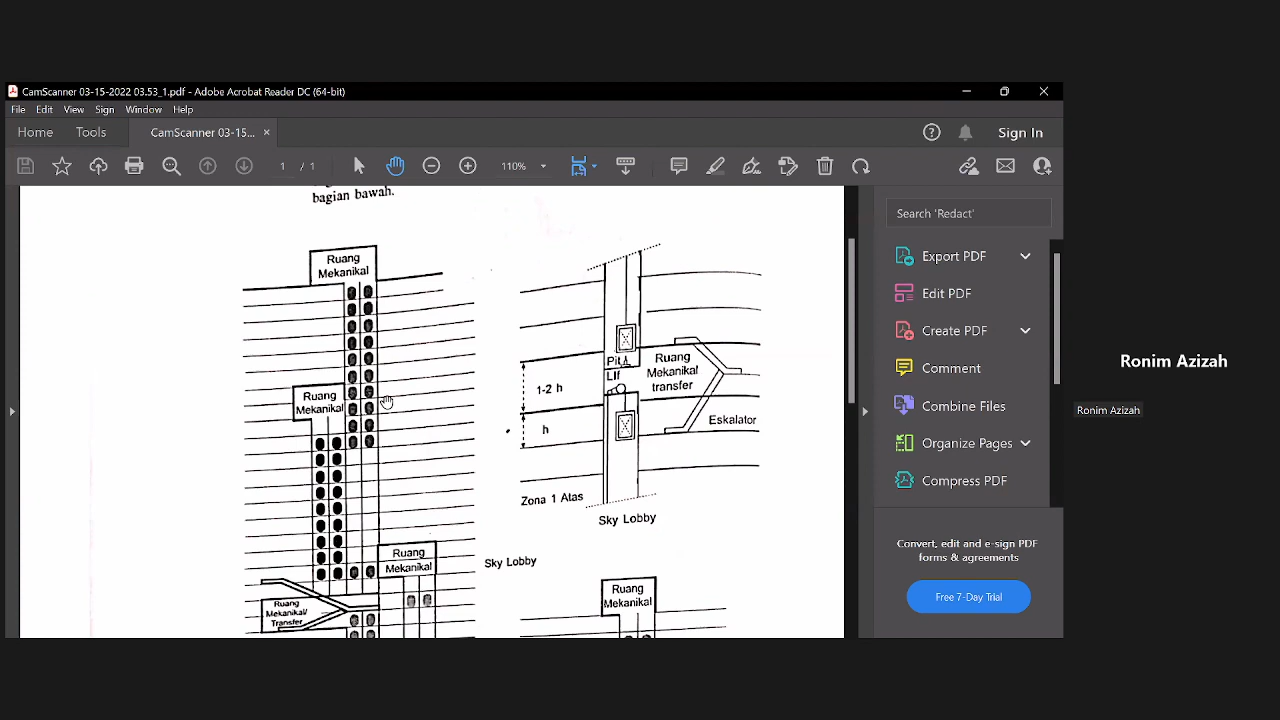 CamScanner 03-15-2022 03.53_1.pdf - Adobe Acrobat Reader DC (64-bit)
File Edit View Sign Window Help
Home Tools CamScanner 03-15... × Sign In
1 / 1 110%
bagian bawah.
Ruang
Mekanikal
Ruang
Mekanikal
Ruang
Mekanikal
Ruang
Mekanikal/
Transfer
Pit
Lif
Ruang
Mekanikal
transfer
1-2 h
h
Eskalator
Zona 1 Atas
Sky Lobby
Sky Lobby
Ruang
Mekanikal
Search 'Redact'
Export PDF
Edit PDF
Create PDF
Comment
Combine Files
Organize Pages
Compress PDF
Convert, edit and e-sign PDF
forms & agreements
Free 7-Day Trial
Ronim Azizah
Ronim Azizah